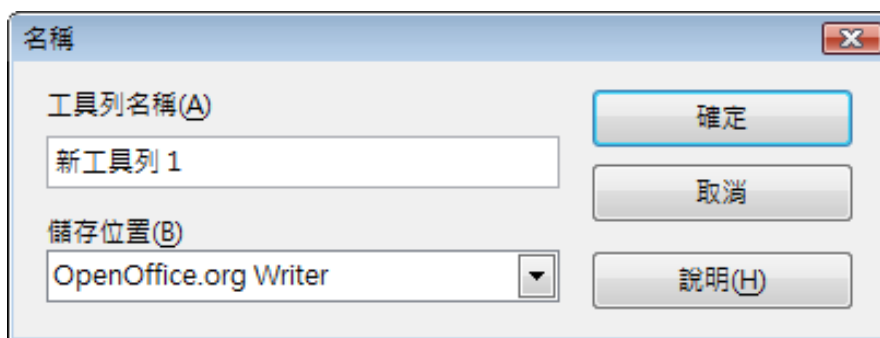 名稱
工具列名稱(A)
新工具列 1
儲存位置(B)
OpenOffice.org Writer
確定
取消
說明(H)